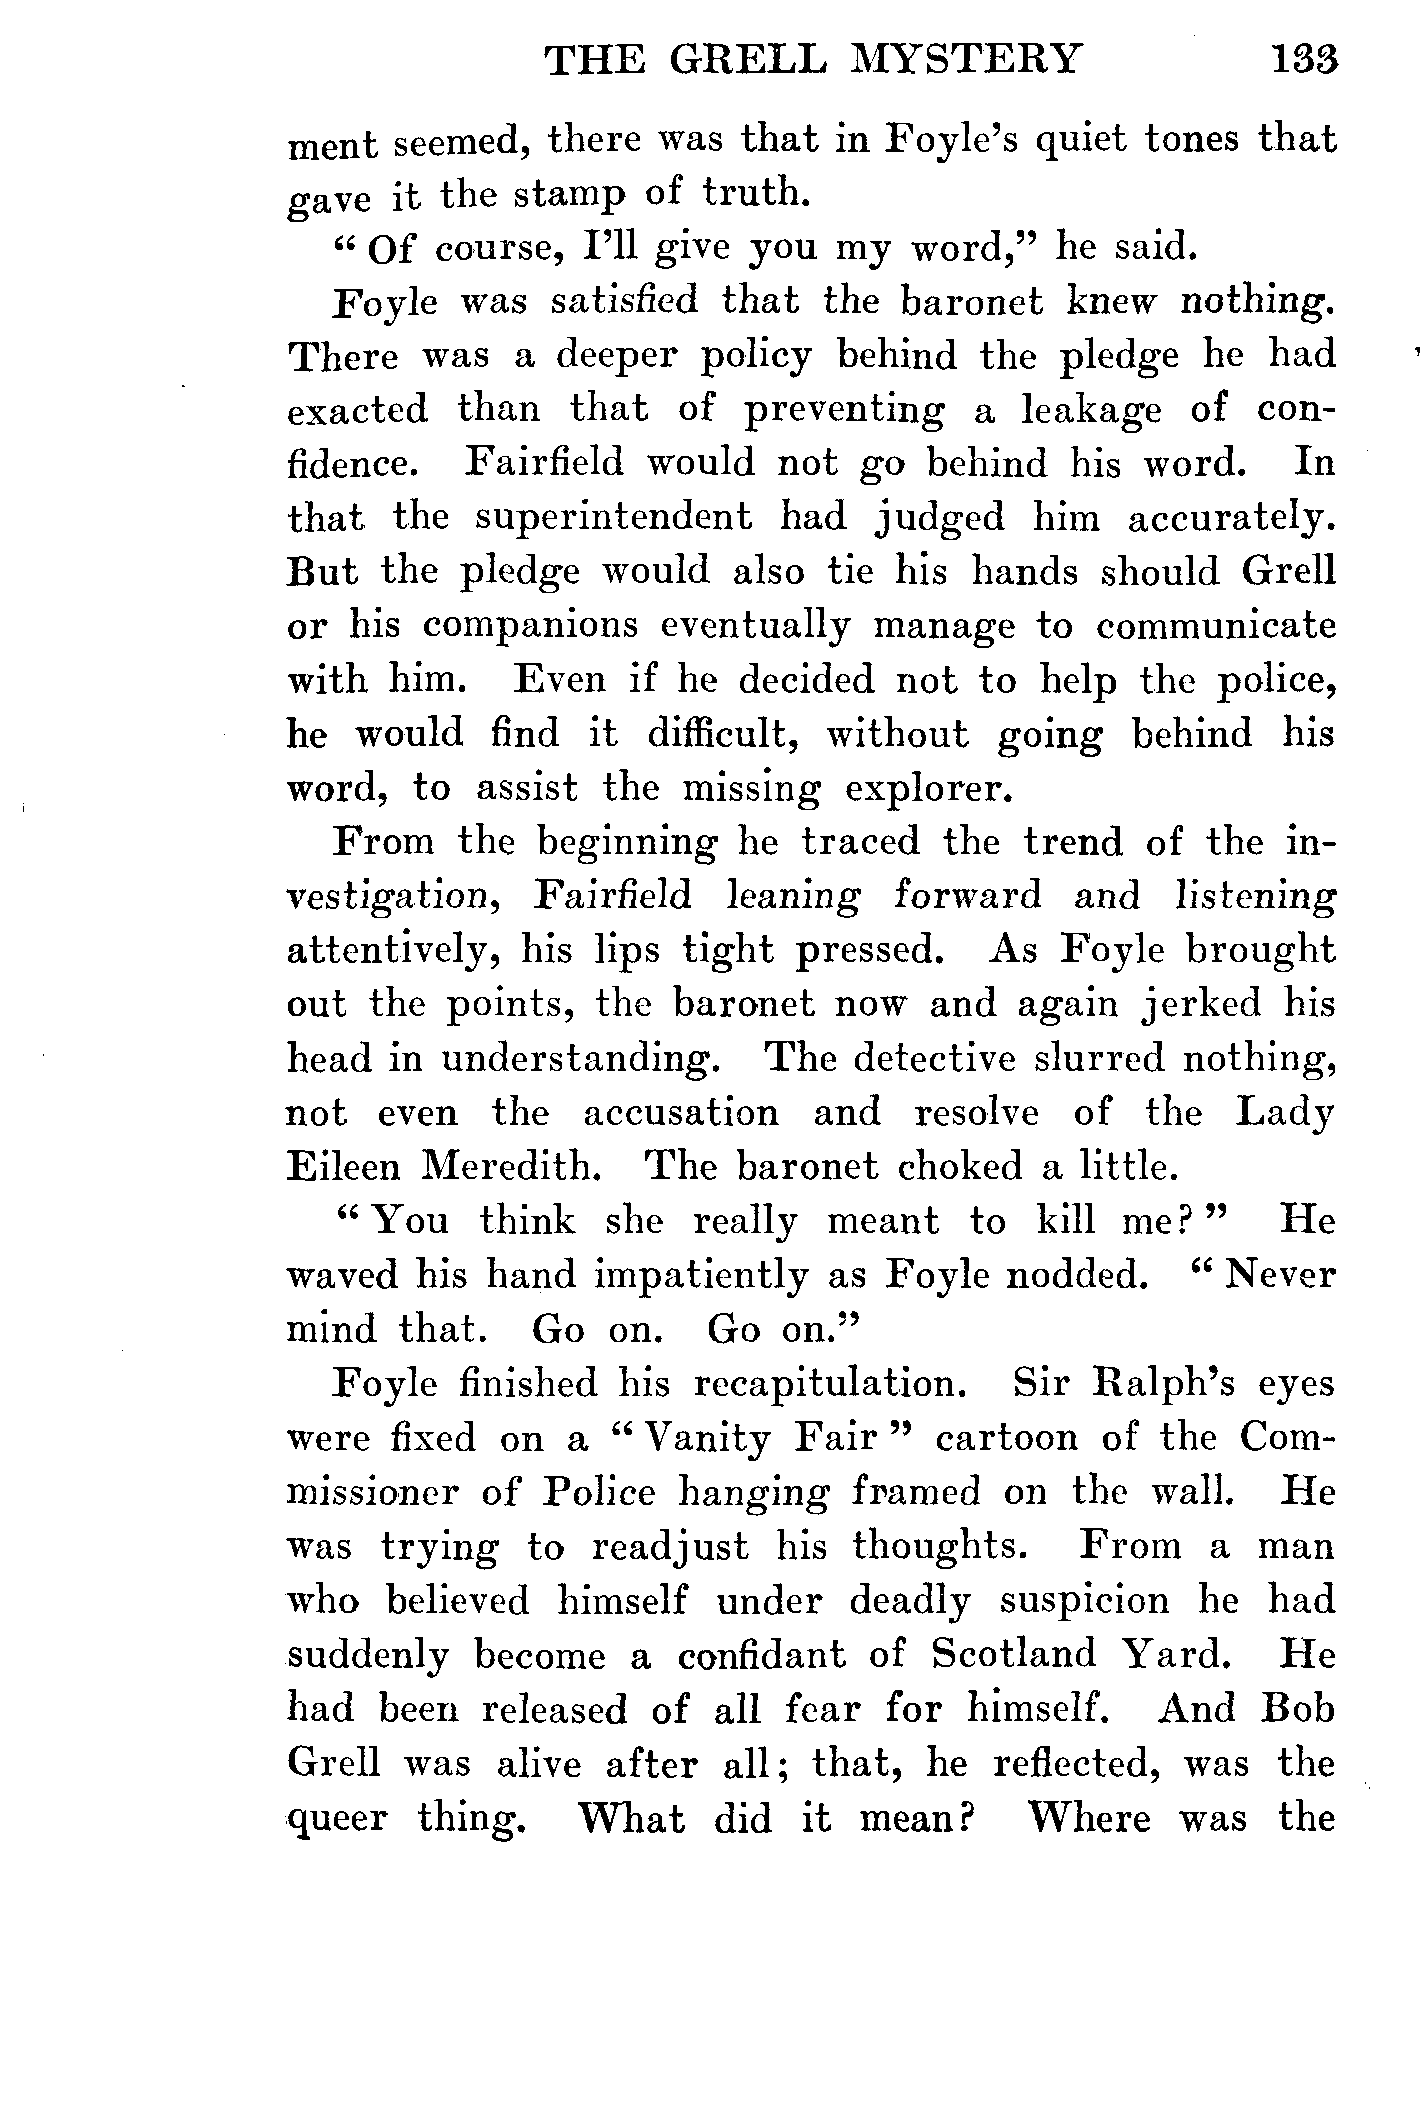 THE GRELL MYSTERY 133
ment seemed, there was that in Foyle's quiet tones that
gave it the stamp of truth.
" Of course, I'll give you my word," he said.
Foyle was satisfied that the baronet knew nothing.
There was a deeper policy behind the pledge he had
exacted than that of preventing a leakage of con-
fidence. Fairfield would not go behind his word. In
that the superintendent had judged him accurately.
But the pledge would also tie his hands should Grell
or his companions eventually manage to communicate
with him. Even if he decided not to help the police,
he would find it difficult, without going behind his
word, to assist the missing explorer.
From the beginning he traced the trend of the in-
vestigation, Fairfield leaning forward and listening
attentively, his lips tight pressed. As Foyle brought
out the points, the baronet now and again jerked his
head in understanding. The detective slurred nothing,
not even the accusation and resolve of the Lady
Eileen Meredith. The baronet choked a little.
" You think she really meant to kill me? " He
waved his hand impatiently as Foyle nodded. " Never
mind that. Go on. Go on."
Foyle finished his recapitulation. Sir Ralph's eyes
were fixed on a " Vanity Fair " cartoon of the Com-
missioner of Police hanging framed on the wall. He
was trying to readjust his thoughts. From a man
who believed himself under deadly suspicion he had
suddenly become a confidant of Scotland Yard. He
had been released of all fear for himself. And Bob
Grell was alive after all; that, he reflected, was the
queer thing. What did it mean? Where was the